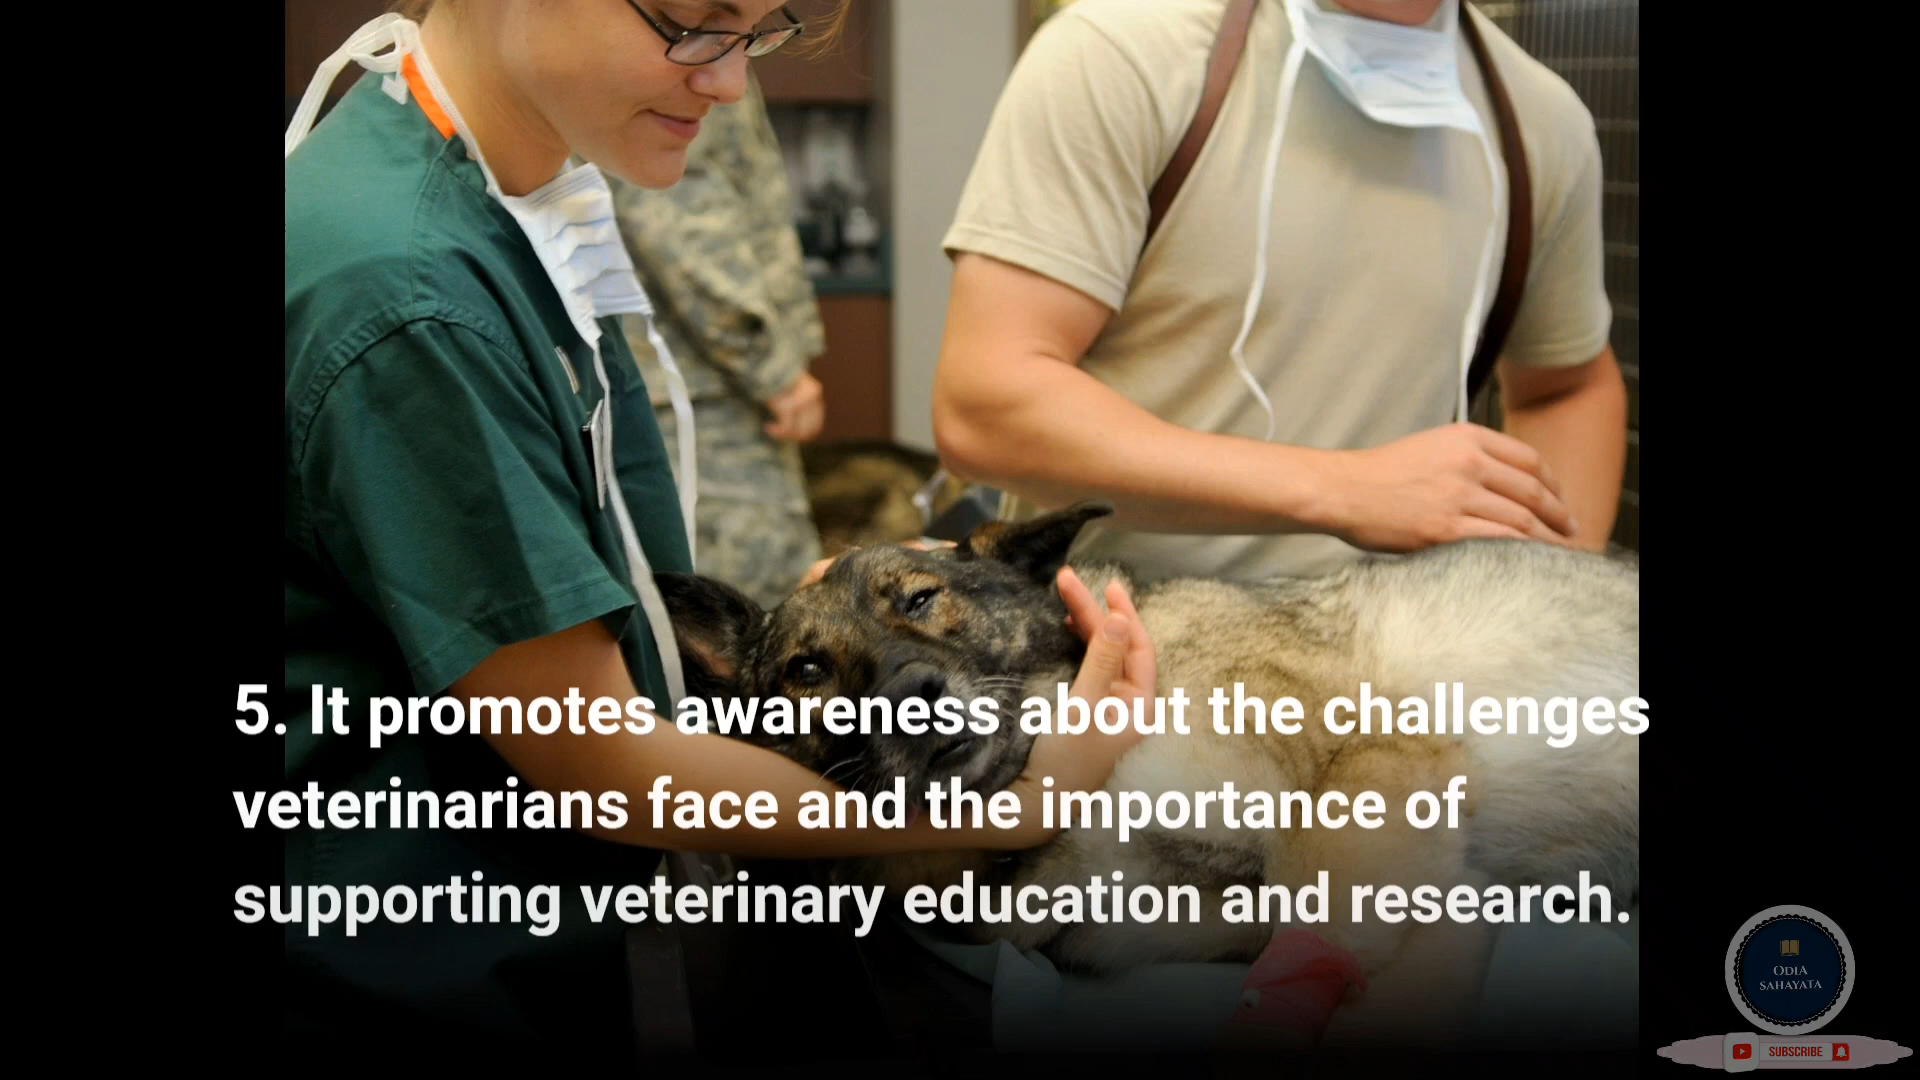 5. It promotes awareness about the challenges
veterinarians face and the importance of
supporting veterinary education and research.
ODIA
SAHAYATA
SUBSCRIBE